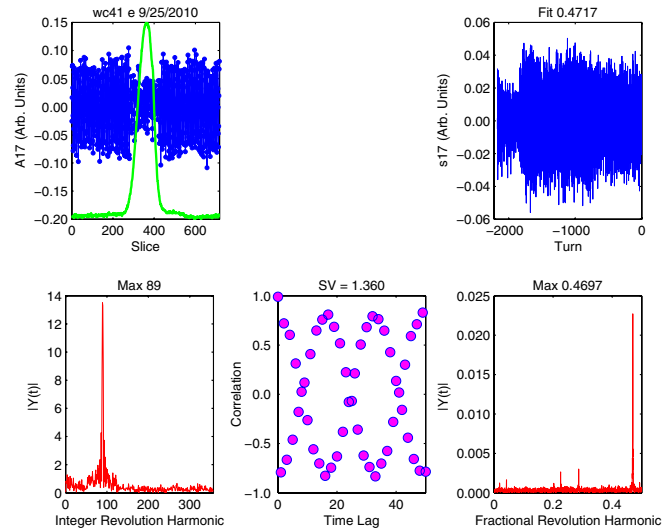 wc41 e 9/25/2010
0.15
0.10
0.05
0.00
−0.05
−0.10
−0.15
−0.20
0 200 400 600
A17 (Arb. Units)
Slice
Fit 0.4717
0.06
0.04
0.02
0.00
−0.02
−0.04
−0.06
−2000 −1000 0
s17 (Arb. Units)
Turn
Max 89
14
12
10
8
6
4
2
0
0 100 200 300
|Y(t)|
Integer Revolution Harmonic
SV = 1.360
1.0
0.5
0.0
−0.5
−1.0
0 20 40
Correlation
Time Lag
Max 0.4697
0.025
0.020
0.015
0.010
0.005
0.000
0.0 0.2 0.4
|Y(t)|
Fractional Revolution Harmonic